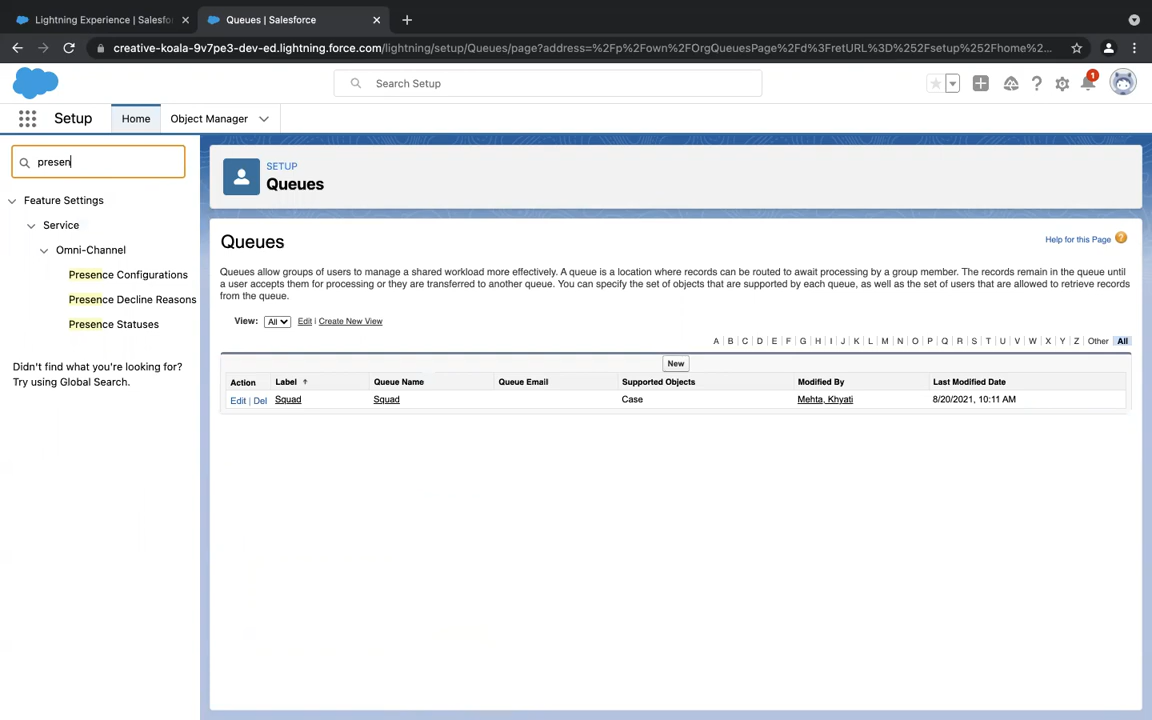 Lightning Experience | Salesfo
Queues | Salesforce
creative-koala-9v7pe3-dev-ed.lightning.force.com/lightning/setup/Queues/page?address=%2Fp%2Fown%2FOrgQueuesPage%2Fd%3FretURL%3D%252Fsetup%252Fhome%2...
Search Setup
1
Setup
Home
Object Manager
presen
Feature Settings
Service
Omni-Channel
Presence Configurations
Presence Decline Reasons
Presence Statuses
Didn't find what you're looking for?
Try using Global Search.
SETUP
Queues
Queues
Help for this Page ?
Queues allow groups of users to manage a shared workload more effectively. A queue is a location where records can be routed to await processing by a group member. The records remain in the queue until
a user accepts them for processing or they are transferred to another queue. You can specify the set of objects that are supported by each queue, as well as the set of users that are allowed to retrieve records
from the queue.
View: All Edit | Create New View
A B C D E F G H I J K L M N O P Q R S T U V W X Y Z Other All
New
Action Label ↑ Queue Name Queue Email Supported Objects Modified By Last Modified Date
Edit | Del Squad Squad Case Mehta, Khyati 8/20/2021, 10:11 AM